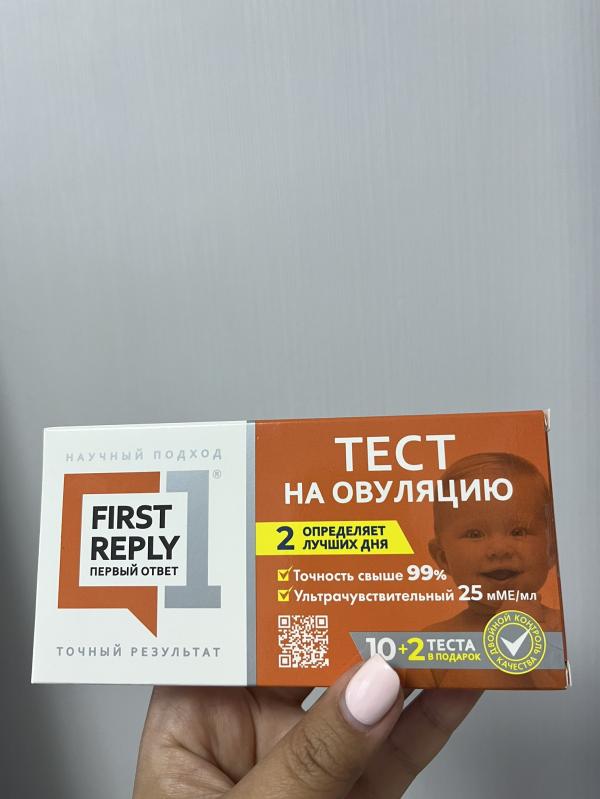 НАУЧНЫЙ ПОДХОД
1®
FIRST
REPLY
ПЕРВЫЙ ОТВЕТ
ТОЧНЫЙ РЕЗУЛЬТАТ
ТЕСТ
НА ОВУЛЯЦИЮ
2 ОПРЕДЕЛЯЕТ
ЛУЧШИХ ДНЯ
Точность свыше 99%
Ультрачувствительный 25 мМЕ/мл
10+2 ТЕСТА
В ПОДАРОК
ДВОЙНОЙ КОНТРОЛЬ
КАЧЕСТВА